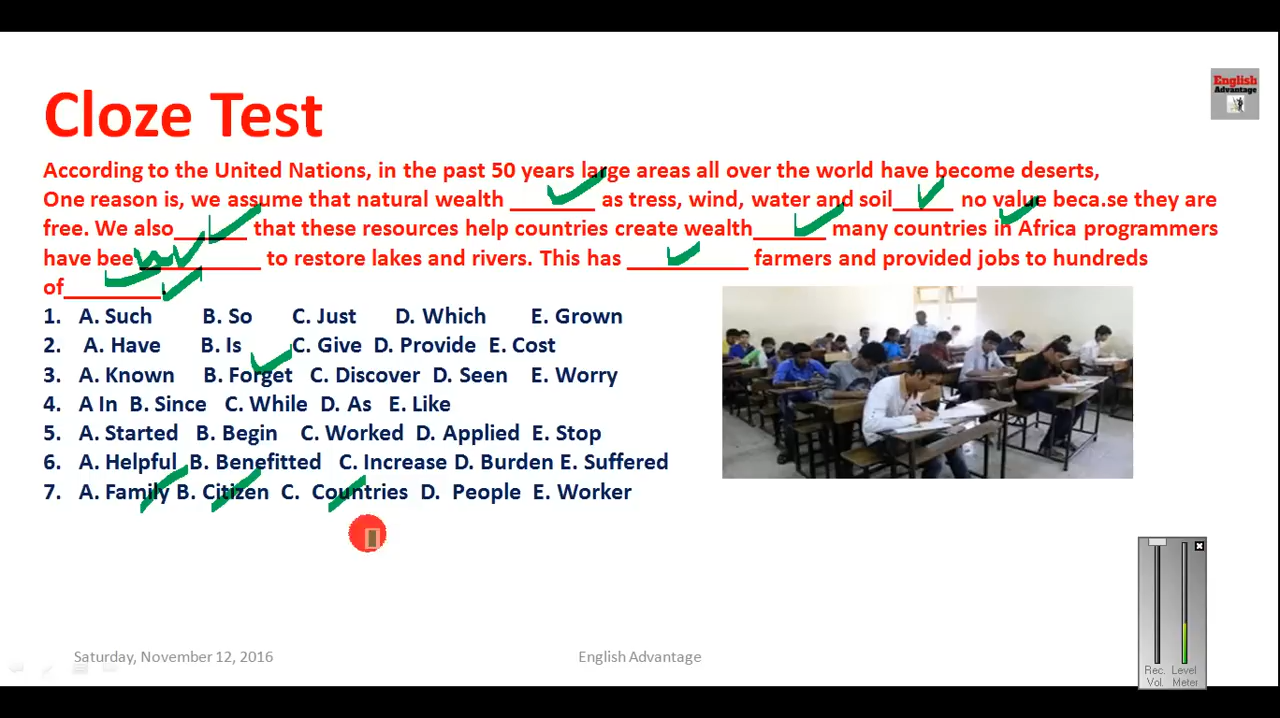 English
Advantage
Cloze Test
According to the United Nations, in the past 50 years large areas all over the world have become deserts,
One reason is, we assume that natural wealth ________ as tress, wind, water and soil______ no value beca.se they are
free. We also_______ that these resources help countries create wealth_______ many countries in Africa programmers
have bee ____________ to restore lakes and rivers. This has ____________ farmers and provided jobs to hundreds
of_________.
1. A. Such B. So C. Just D. Which E. Grown
2. A. Have B. Is C. Give D. Provide E. Cost
3. A. Known B. Forget C. Discover D. Seen E. Worry
4. A In B. Since C. While D. As E. Like
5. A. Started B. Begin C. Worked D. Applied E. Stop
6. A. Helpful B. Benefitted C. Increase D. Burden E. Suffered
7. A. Family B. Citizen C. Countries D. People E. Worker
Saturday, November 12, 2016 English Advantage
Rec. Level
Vol. Meter